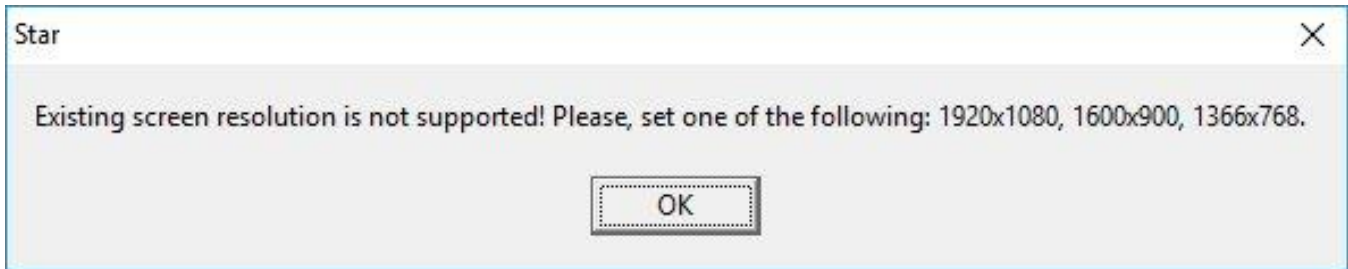 Star
Existing screen resolution is not supported! Please, set one of the following: 1920x1080, 1600x900, 1366x768.
OK